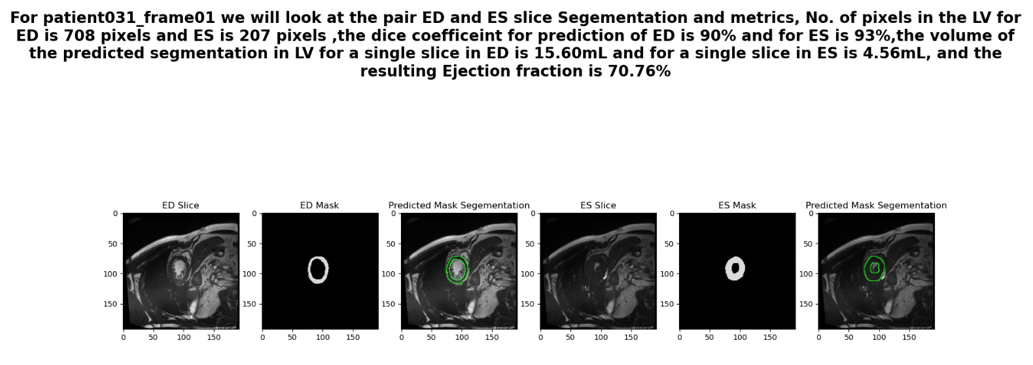 For patient031_frame01 we will look at the pair ED and ES slice Segementation and metrics, No. of pixels in the LV for
ED is 708 pixels and ES is 207 pixels ,the dice coefficeint for prediction of ED is 90% and for ES is 93%,the volume of
the predicted segmentation in LV for a single slice in ED is 15.60mL and for a single slice in ES is 4.56mL, and the
resulting Ejection fraction is 70.76%
ED Slice ED Mask Predicted Mask Segementation ES Slice ES Mask Predicted Mask Segementation
0 0 0 0 0 0
50 50 50 50 50 50
100 100 100 100 100 100
150 150 150 150 150 150
0 50 100 150 0 50 100 150 0 50 100 150 0 50 100 150 0 50 100 150 0 50 100 150